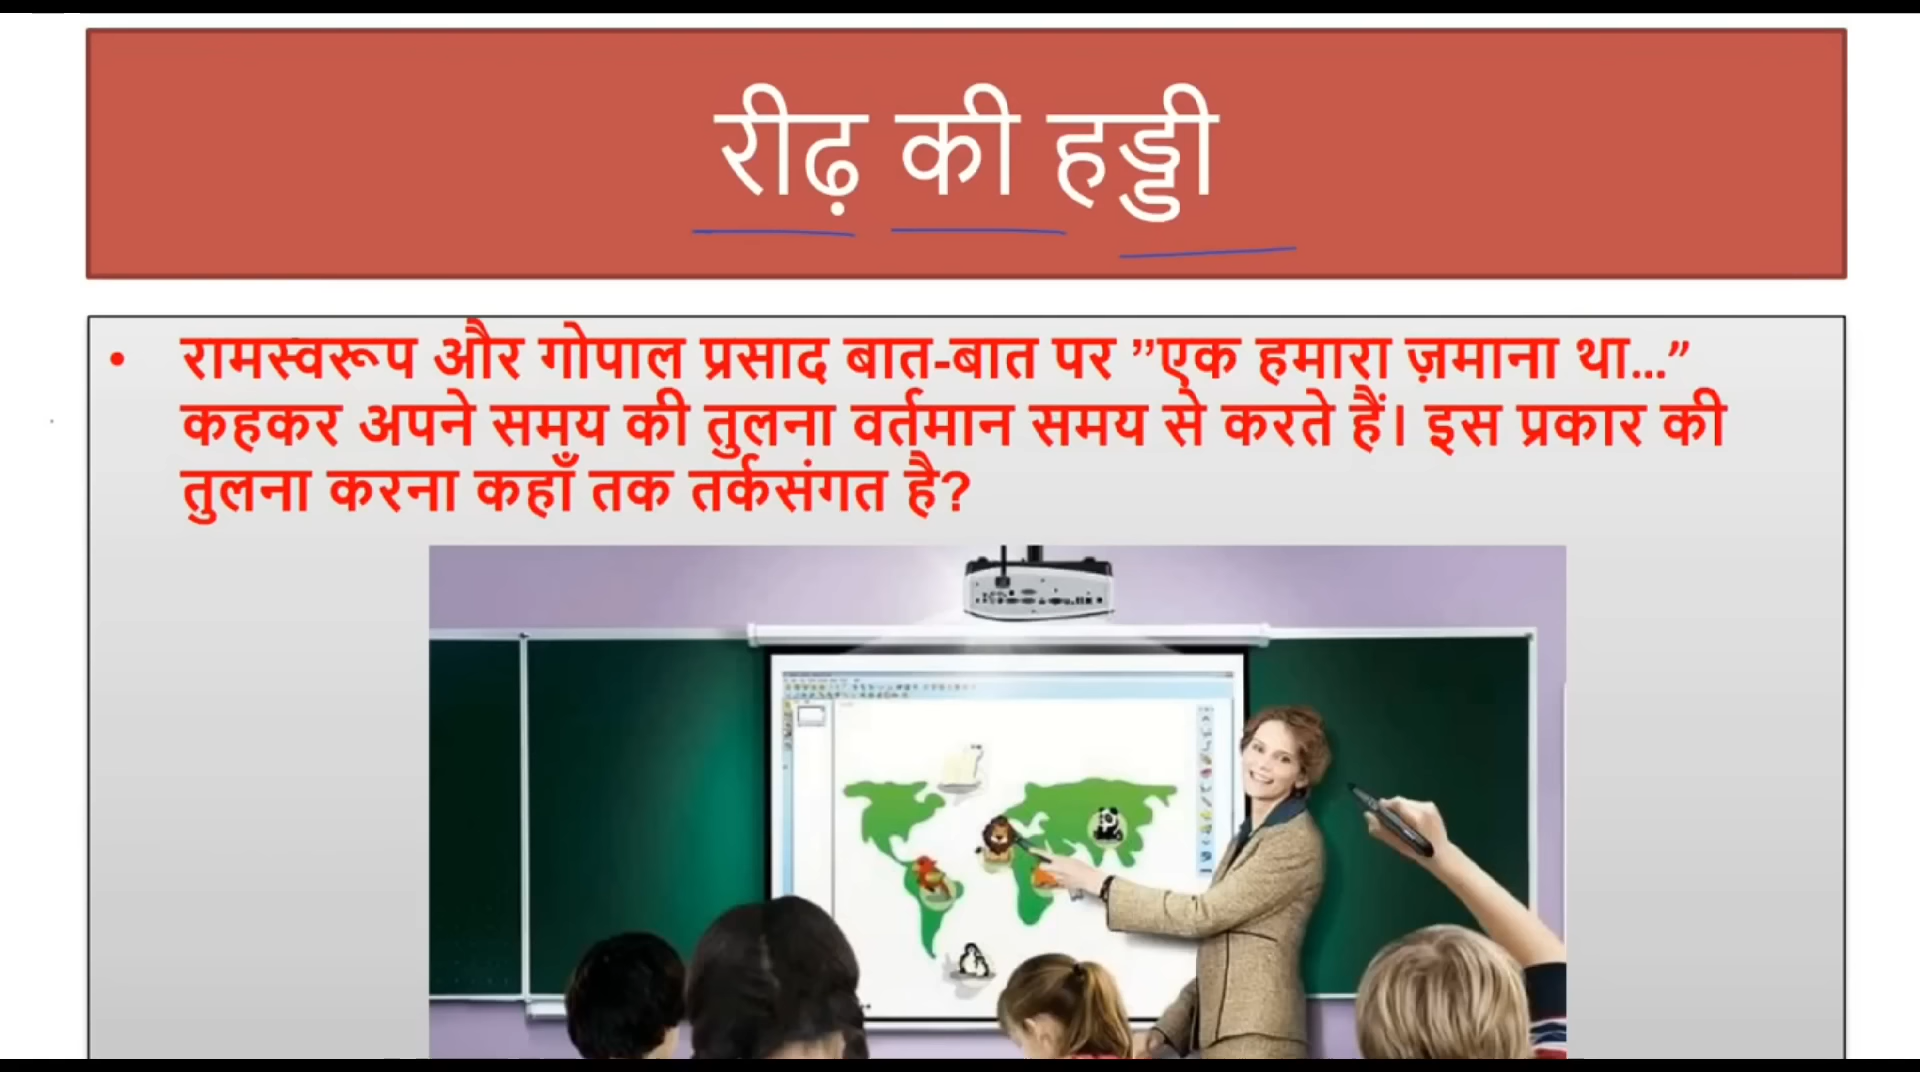 रीढ़ की हड्डी
• रामस्वरूप और गोपाल प्रसाद बात-बात पर ”एक हमारा ज़माना था...”
कहकर अपने समय की तुलना वर्तमान समय से करते हैं। इस प्रकार की
तुलना करना कहाँ तक तर्कसंगत है?